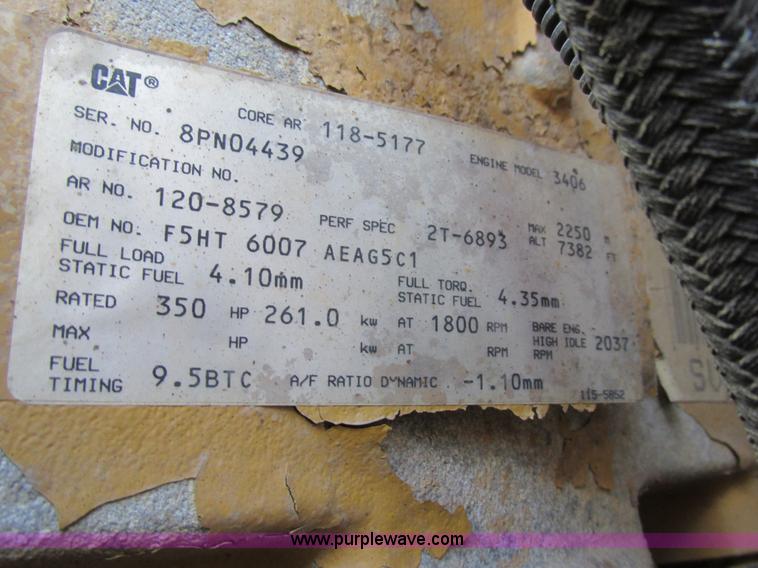 CAT®
SER. NO. 8PN04439 CORE AR 118-5177 ENGINE MODEL 3406
MODIFICATION NO.
AR NO. 120-8579 PERF SPEC 2T-6893 MAX ALT 2250 m 7382 FT
OEM NO. F5HT 6007 AEAG5C1
FULL LOAD STATIC FUEL 4.10mm FULL TORQ. STATIC FUEL 4.35mm
RATED 350 HP 261.0 kw AT 1800 RPM BARE ENG. HIGH IDLE RPM 2037
MAX HP kw AT RPM
FUEL TIMING 9.5BTC A/F RATIO DYNAMIC -1.10mm
115-5852
www.purplewave.com